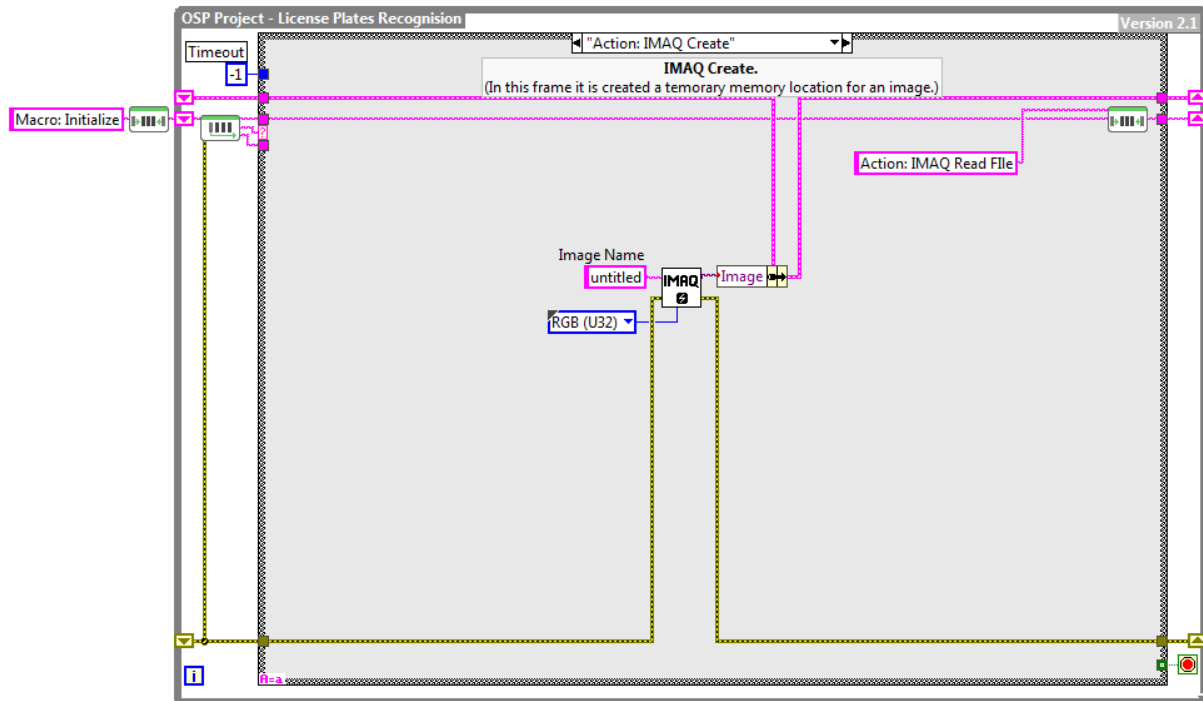 OSP Project - License Plates Recognision
Version 2.1
Timeout
-1
"Action: IMAQ Create"
IMAQ Create.
(In this frame it is created a temorary memory location for an image.)
Macro: Initialize
?
Action: IMAQ Read FIle
Image Name
untitled
IMAQ
Image
RGB (U32)
i
A=a